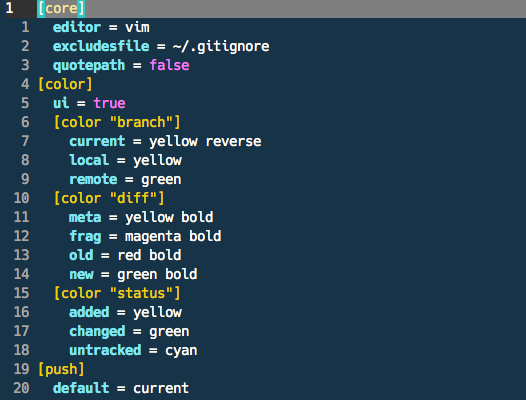 1 [core]
1 editor = vim
2 excludesfile = ~/.gitignore
3 quotepath = false
4 [color]
5 ui = true
6 [color "branch"]
7 current = yellow reverse
8 local = yellow
9 remote = green
10 [color "diff"]
11 meta = yellow bold
12 frag = magenta bold
13 old = red bold
14 new = green bold
15 [color "status"]
16 added = yellow
17 changed = green
18 untracked = cyan
19 [push]
20 default = current